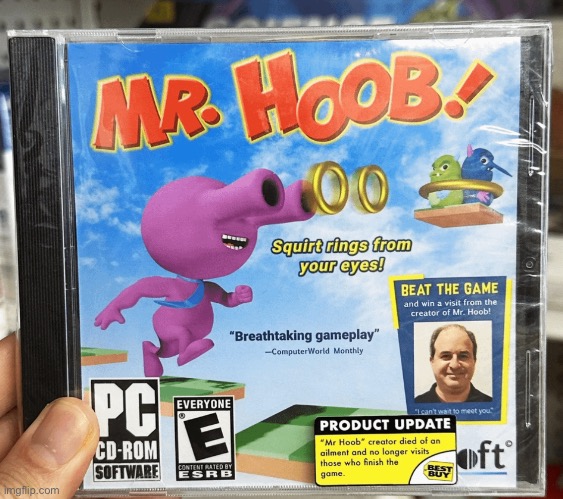 MR. HOOB!
Squirt rings from
your eyes!
BEAT THE GAME
and win a visit from the
creator of Mr. Hoob!
"I can't wait to meet you."
"Breathtaking gameplay"
—ComputerWorld Monthly
PC
CD-ROM
SOFTWARE
EVERYONE
E
CONTENT RATED BY
ESRB
PRODUCT UPDATE
"Mr Hoob" creator died of an
ailment and no longer visits
those who finish the
game.
BEST
BUY
oft
imgflip.com